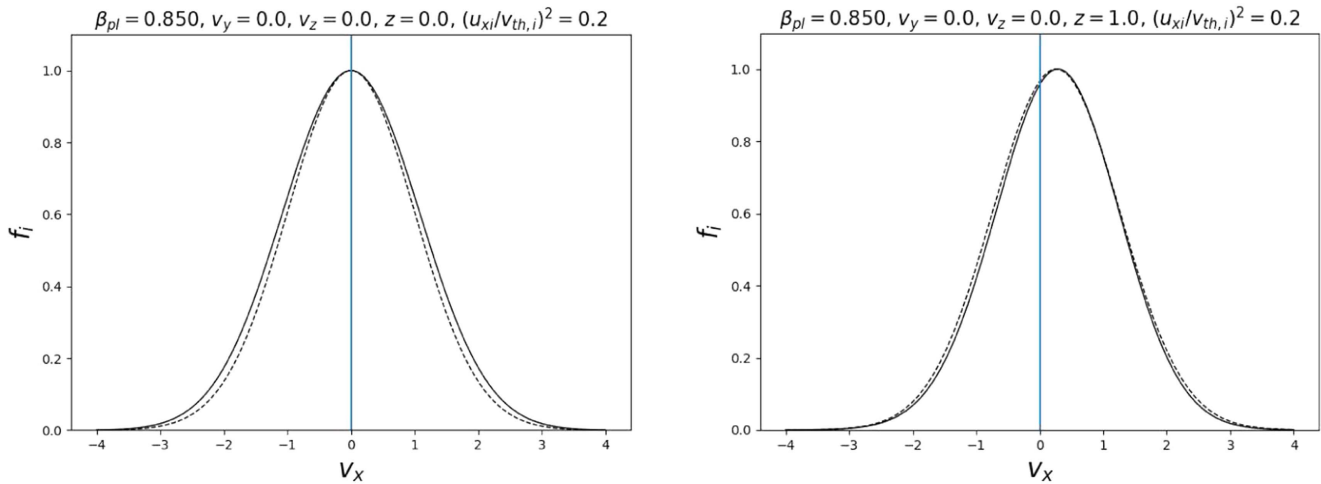 β_pl = 0.850, v_y = 0.0, v_z = 0.0, z = 0.0, (u_xi/v_th,i)^2 = 0.2
1.0
0.8
0.6
0.4
0.2
0.0
f_i
−4 −3 −2 −1 0 1 2 3 4
v_x
β_pl = 0.850, v_y = 0.0, v_z = 0.0, z = 1.0, (u_xi/v_th,i)^2 = 0.2
1.0
0.8
0.6
0.4
0.2
0.0
f_i
−4 −3 −2 −1 0 1 2 3 4
v_x